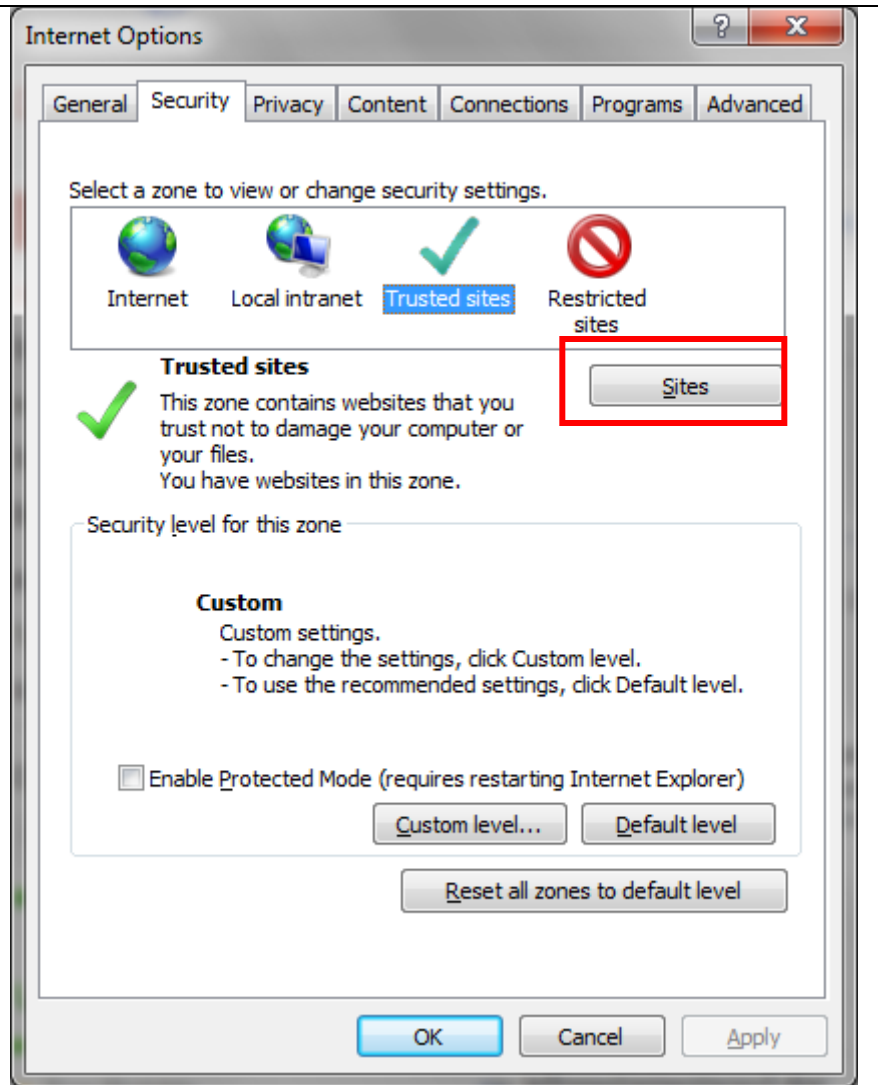 Internet Options
?
X
General Security Privacy Content Connections Programs Advanced
Select a zone to view or change security settings.
Internet Local intranet Trusted sites Restricted
sites
Trusted sites
Sites
This zone contains websites that you
trust not to damage your computer or
your files.
You have websites in this zone.
Security level for this zone
Custom
Custom settings.
- To change the settings, click Custom level.
- To use the recommended settings, click Default level.
Enable Protected Mode (requires restarting Internet Explorer)
Custom level... Default level
Reset all zones to default level
OK Cancel Apply